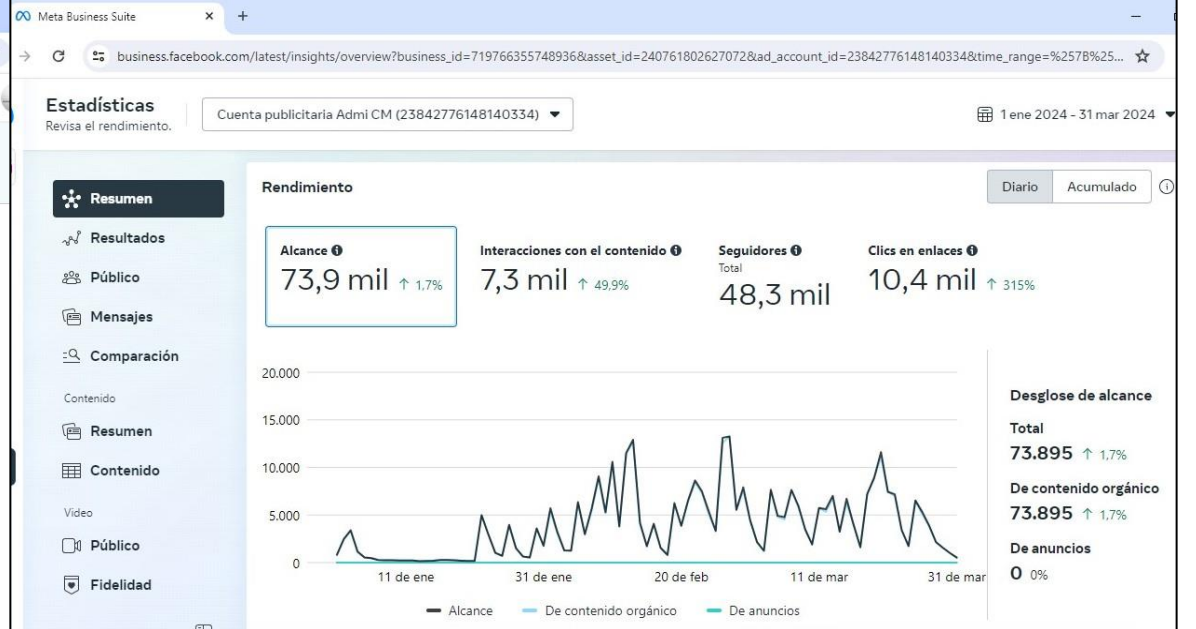 Meta Business Suite
business.facebook.com/latest/insights/overview?business_id=719766355748936&asset_id=240761802627072&ad_account_id=23842776148140334&time_range=%257B%25...
Estadísticas
Revisa el rendimiento.
Cuenta publicitaria Admi CM (23842776148140334)
1 ene 2024 - 31 mar 2024
Resumen
Resultados
Público
Mensajes
Comparación
Contenido
Resumen
Contenido
Video
Público
Fidelidad
Rendimiento
Diario
Acumulado
Alcance
73,9 mil ↑ 1,7%
Interacciones con el contenido
7,3 mil ↑ 49,9%
Seguidores
Total
48,3 mil
Clics en enlaces
10,4 mil ↑ 315%
20.000
15.000
10.000
5.000
0
11 de ene
31 de ene
20 de feb
11 de mar
31 de mar
Alcance
De contenido orgánico
De anuncios
Desglose de alcance
Total
73.895 ↑ 1,7%
De contenido orgánico
73.895 ↑ 1,7%
De anuncios
0 0%